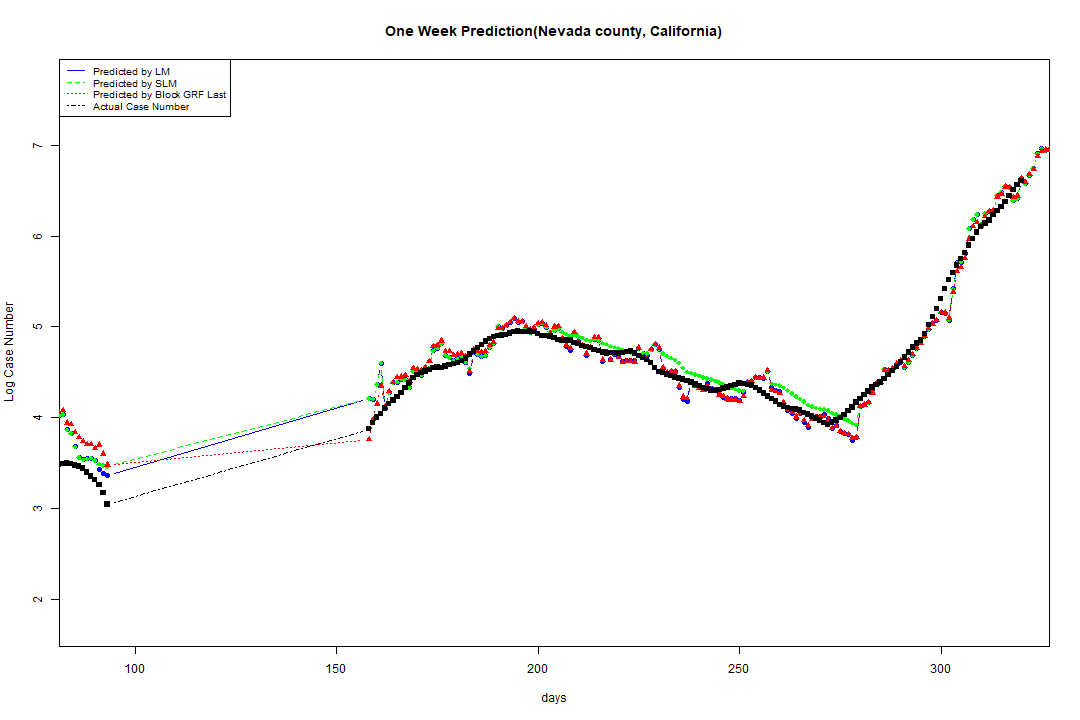 One Week Prediction(Nevada county, California)
Predicted by LM
Predicted by SLM
Predicted by Block GRF Last
Actual Case Number
7
6
5
4
3
2
Log Case Number
100 150 200 250 300
days